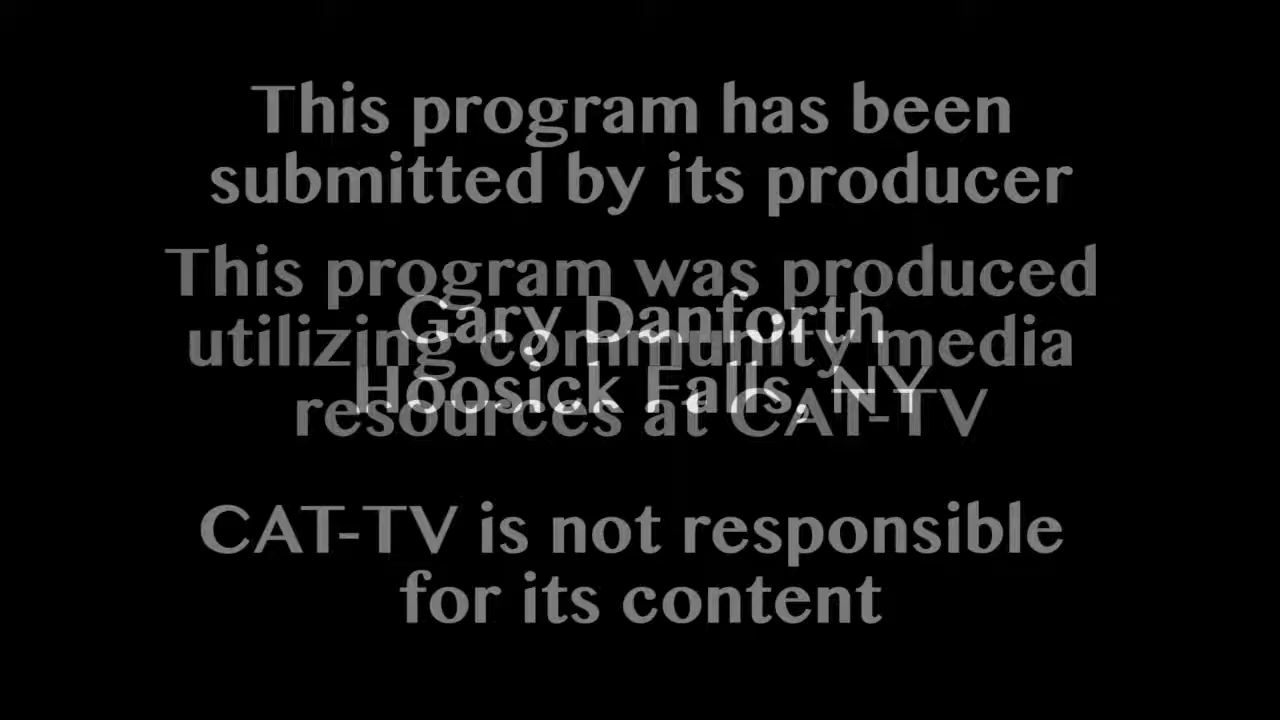 This program has been
submitted by its producer
This program was produced
Gary Danforth
utilizing community media
Hoosick Falls, NY
resources at CAT-TV
CAT-TV is not responsible
for its content